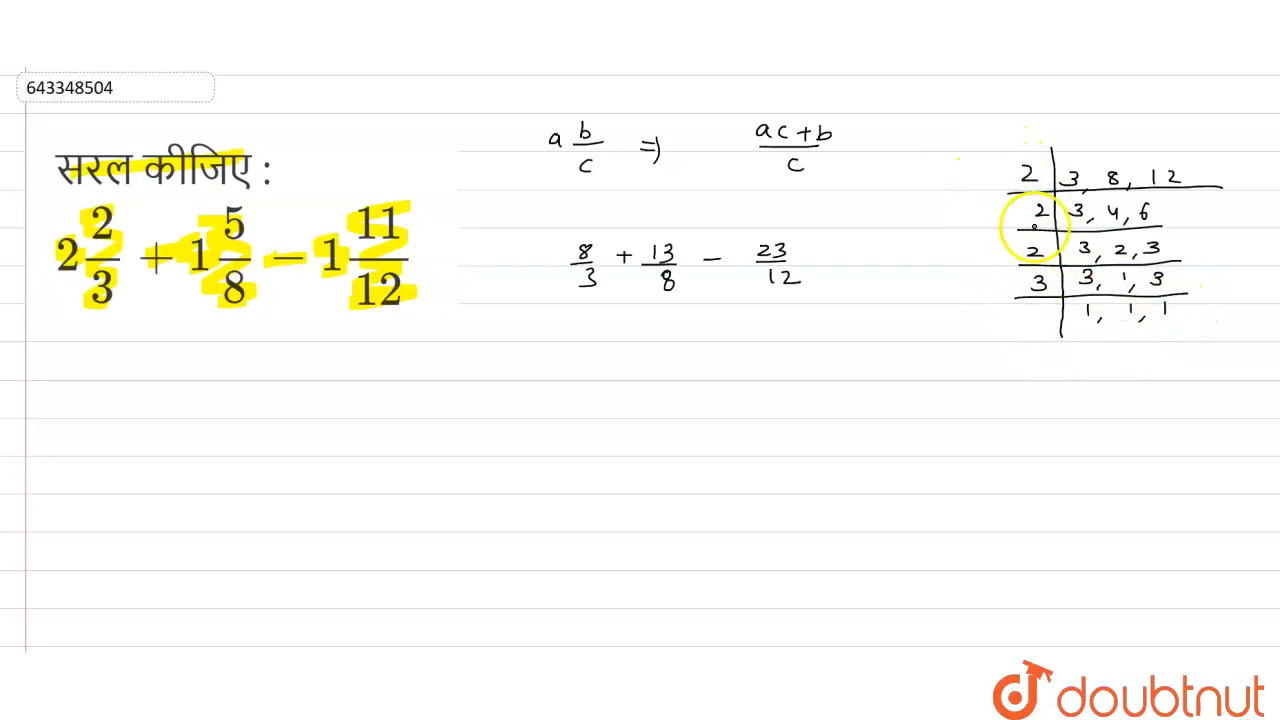 643348504
सरल कीजिए :
2 2/3 + 1 5/8 − 1 11/12
a b/c ⇒ ac+b/c
8/3 + 13/8 − 23/12
2 | 3, 8, 12
2 | 3, 4, 6
2 | 3, 2, 3
3 | 3, 1, 3
| 1, 1, 1
doubtnut